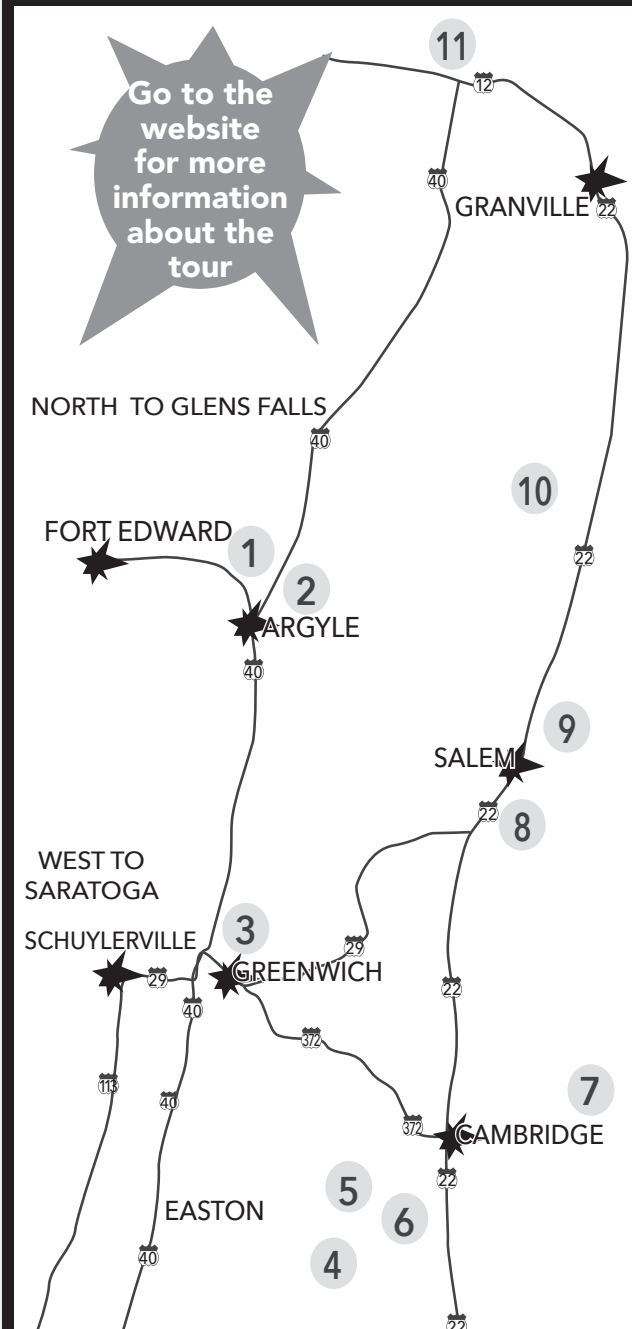 11
Go to the
website
for more
information
about the
tour
12
40
GRANVILLE
22
NORTH TO GLENS FALLS
40
10
FORT EDWARD
1
22
2
ARGYLE
40
9
SALEM
22
8
WEST TO
SARATOGA
3
SCHUYLERVILLE
29
GREENWICH
29
22
40
372
113
40
7
372
CAMBRIDGE
22
5
EASTON
6
40
4
22